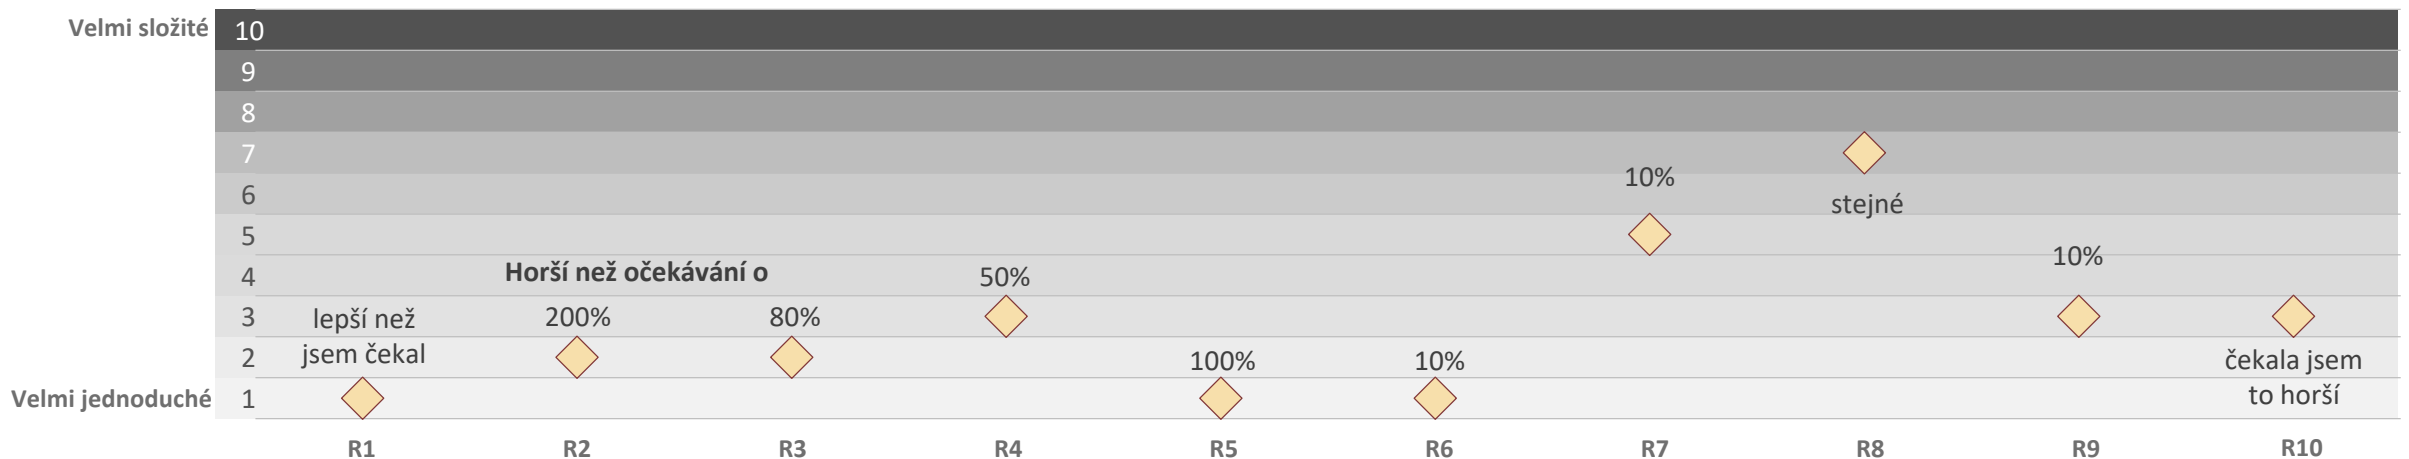 Velmi složité
10
9
8
7
10%
6
stejné
5
10%
Horší než očekávání o
4
50%
3
lepší než
200%
80%
jsem čekal
2
100%
10%
čekala jsem
Velmi jednoduché
1
to horší
R1
R2
R3
R4
R5
R6
R7
R8
R9
R10